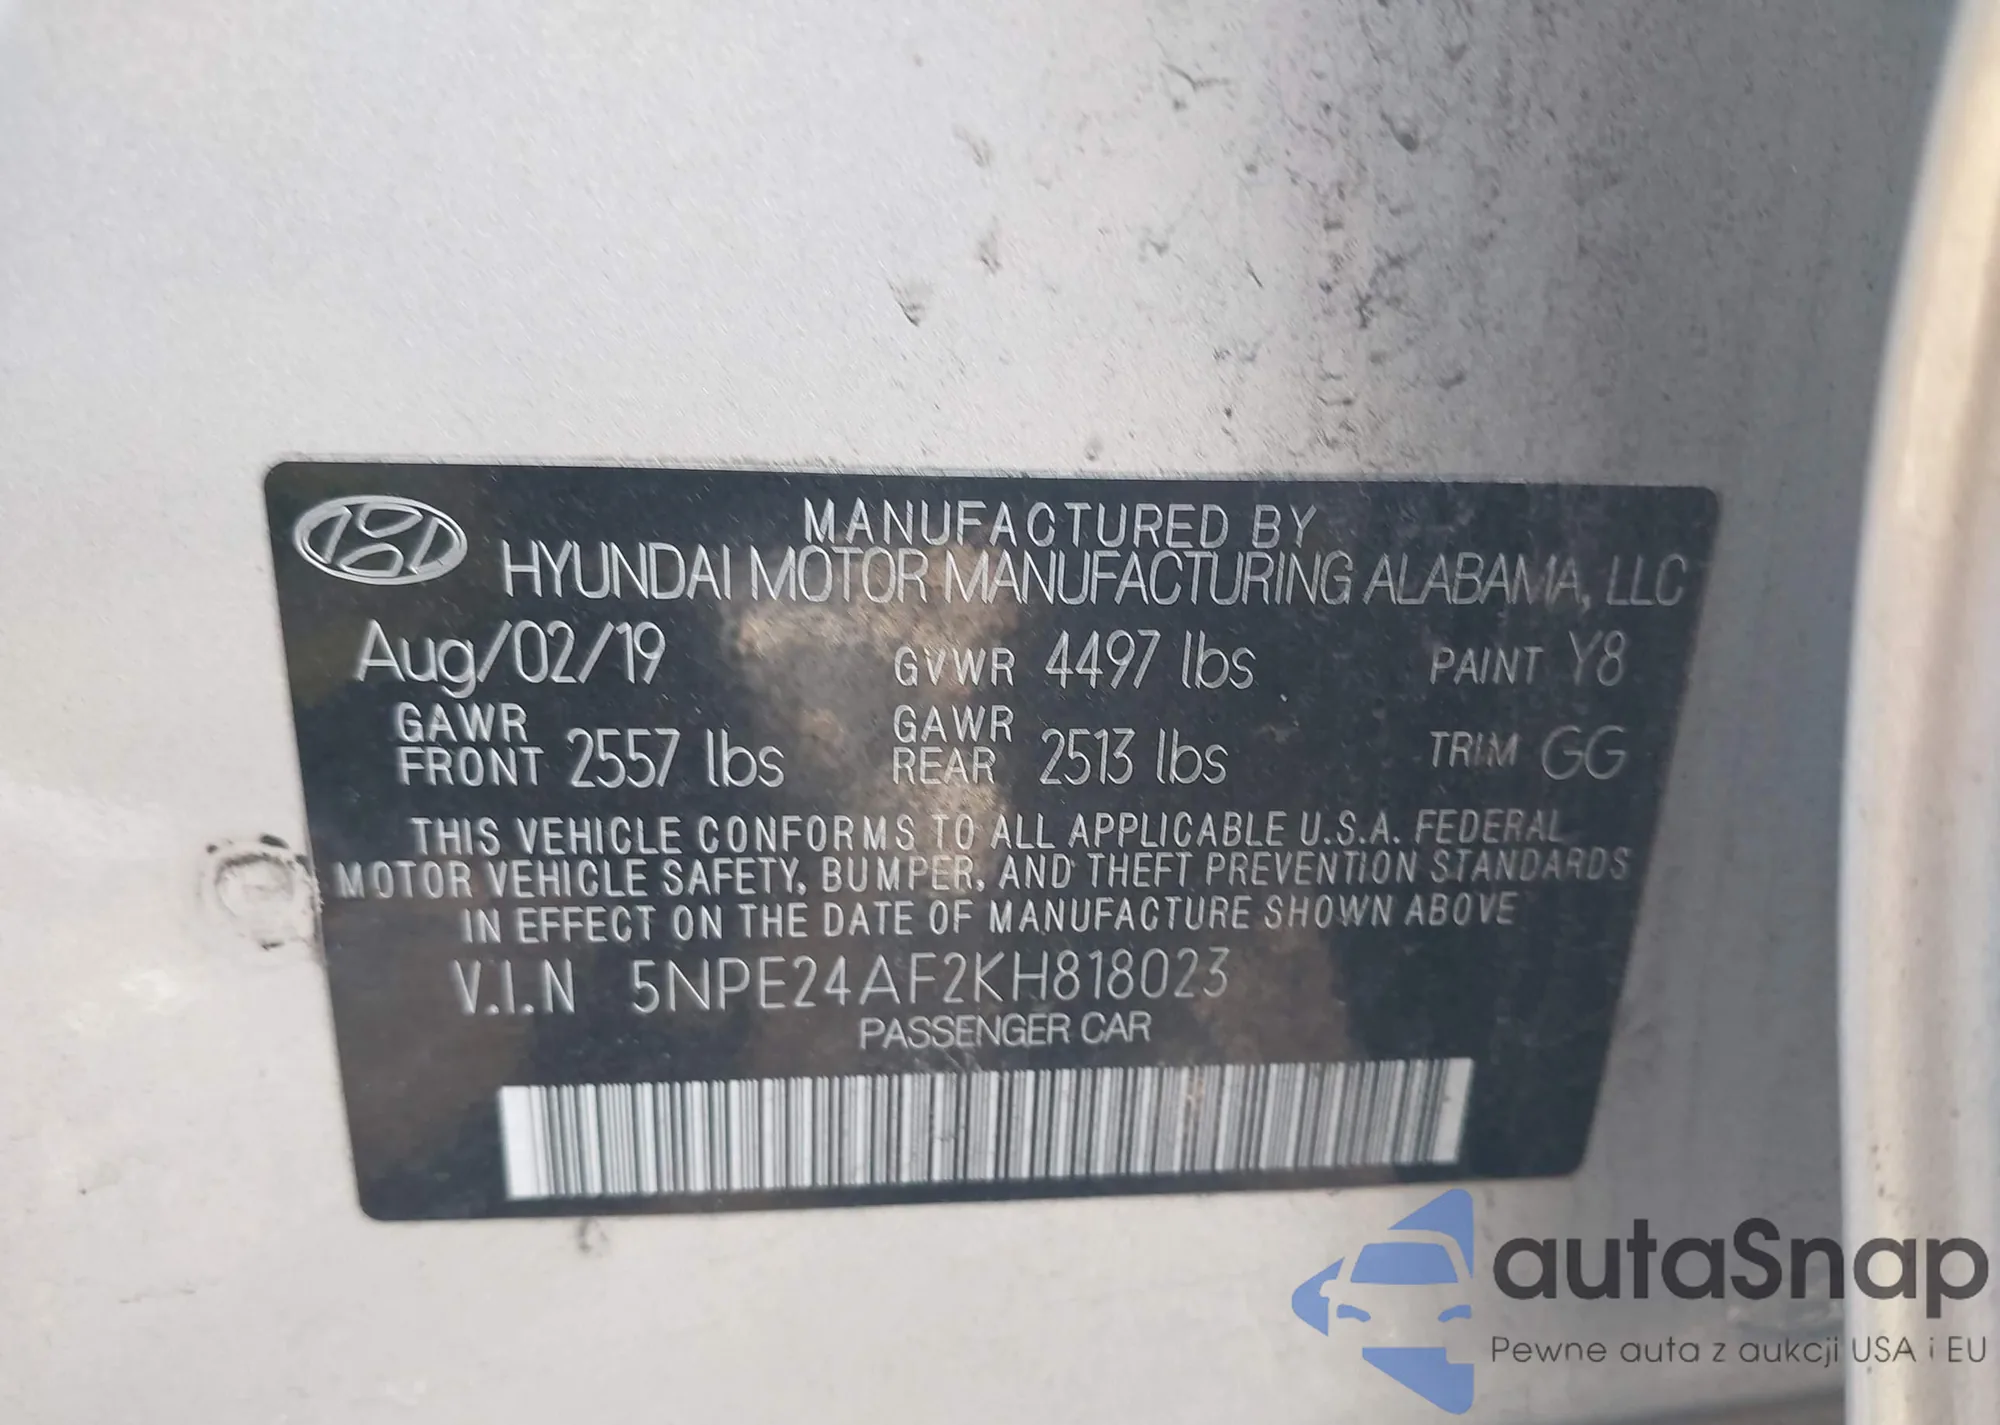 MANUFACTURED BY
HYUNDAI MOTOR MANUFACTURING ALABAMA, LLC
Aug/02/19 GVWR 4497 lbs PAINT Y8
GAWR FRONT 2557 lbs GAWR REAR 2513 lbs TRIM GG
THIS VEHICLE CONFORMS TO ALL APPLICABLE U.S.A. FEDERAL
MOTOR VEHICLE SAFETY, BUMPER, AND THEFT PREVENTION STANDARDS
IN EFFECT ON THE DATE OF MANUFACTURE SHOWN ABOVE
V.I.N 5NPE24AF2KH818023
PASSENGER CAR
autaSnap
Pewne auta z aukcji USA i EU